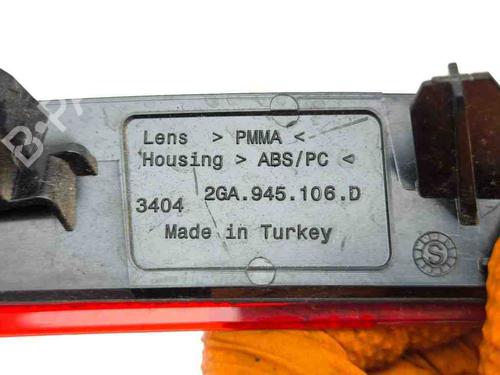 Lens > PMMA <
Housing > ABS/PC <
3404 2GA.945.106.D
Made in Turkey
S